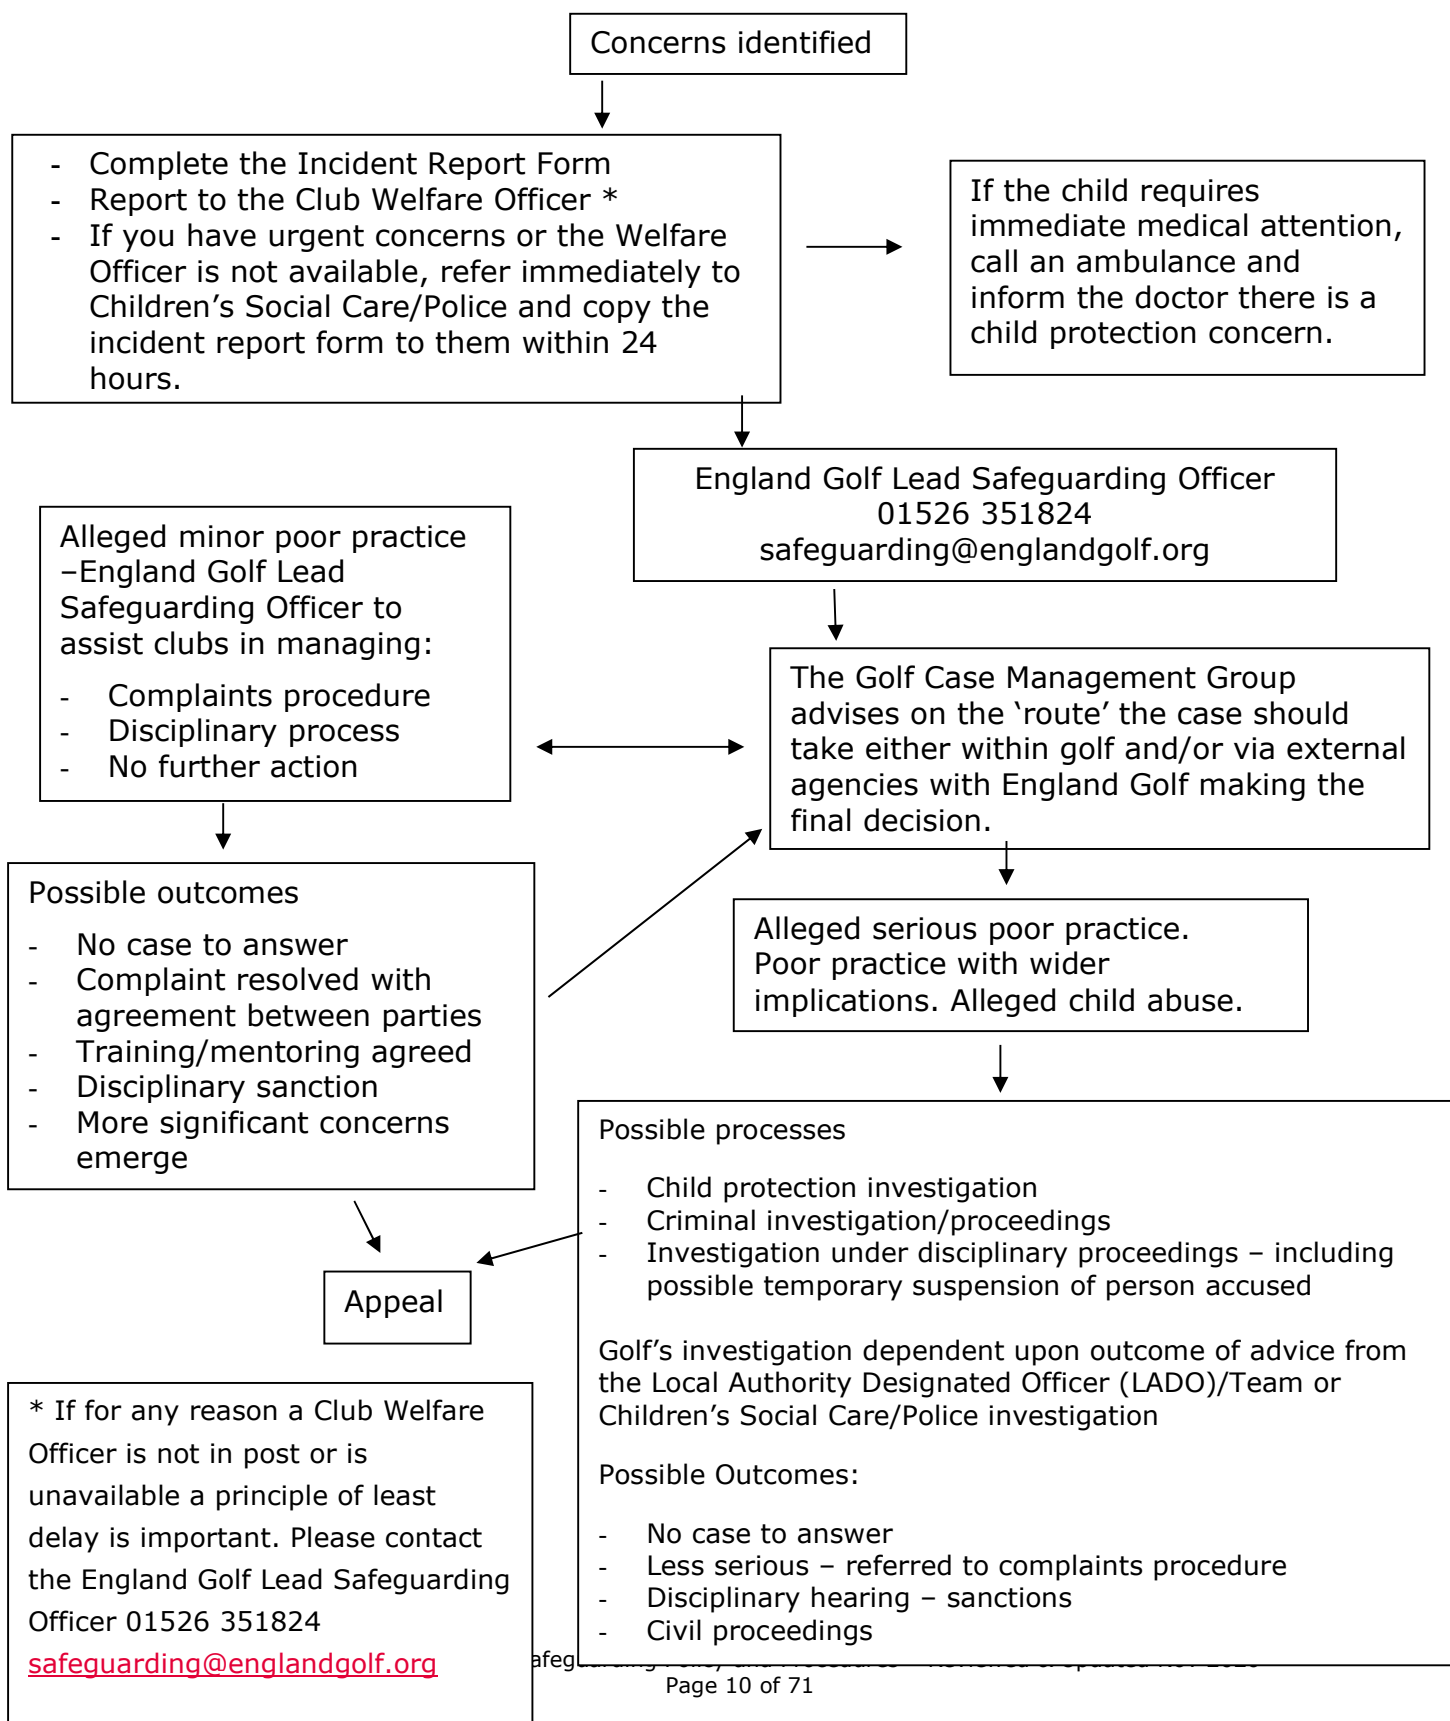 Concerns identified
- Complete the Incident Report Form
- Report to the Club Welfare Officer *
- If you have urgent concerns or the Welfare
Officer is not available, refer immediately to
Children’s Social Care/Police and copy the
incident report form to them within 24
hours.
If the child requires
immediate medical attention,
call an ambulance and
inform the doctor there is a
child protection concern.
England Golf Lead Safeguarding Officer
01526 351824
safeguarding@englandgolf.org
Alleged minor poor practice
–England Golf Lead
Safeguarding Officer to
assist clubs in managing:
- Complaints procedure
- Disciplinary process
- No further action
The Golf Case Management Group
advises on the ‘route’ the case should
take either within golf and/or via external
agencies with England Golf making the
final decision.
Possible outcomes
- No case to answer
- Complaint resolved with
agreement between parties
- Training/mentoring agreed
- Disciplinary sanction
- More significant concerns
emerge
Alleged serious poor practice.
Poor practice with wider
implications. Alleged child abuse.
Possible processes
- Child protection investigation
- Criminal investigation/proceedings
- Investigation under disciplinary proceedings – including
possible temporary suspension of person accused
Golf’s investigation dependent upon outcome of advice from
the Local Authority Designated Officer (LADO)/Team or
Children’s Social Care/Police investigation
Possible Outcomes:
- No case to answer
- Less serious – referred to complaints procedure
- Disciplinary hearing – sanctions
- Civil proceedings
Appeal
* If for any reason a Club Welfare
Officer is not in post or is
unavailable a principle of least
delay is important. Please contact
the England Golf Lead Safeguarding
Officer 01526 351824
safeguarding@englandgolf.org
Page 10 of 71